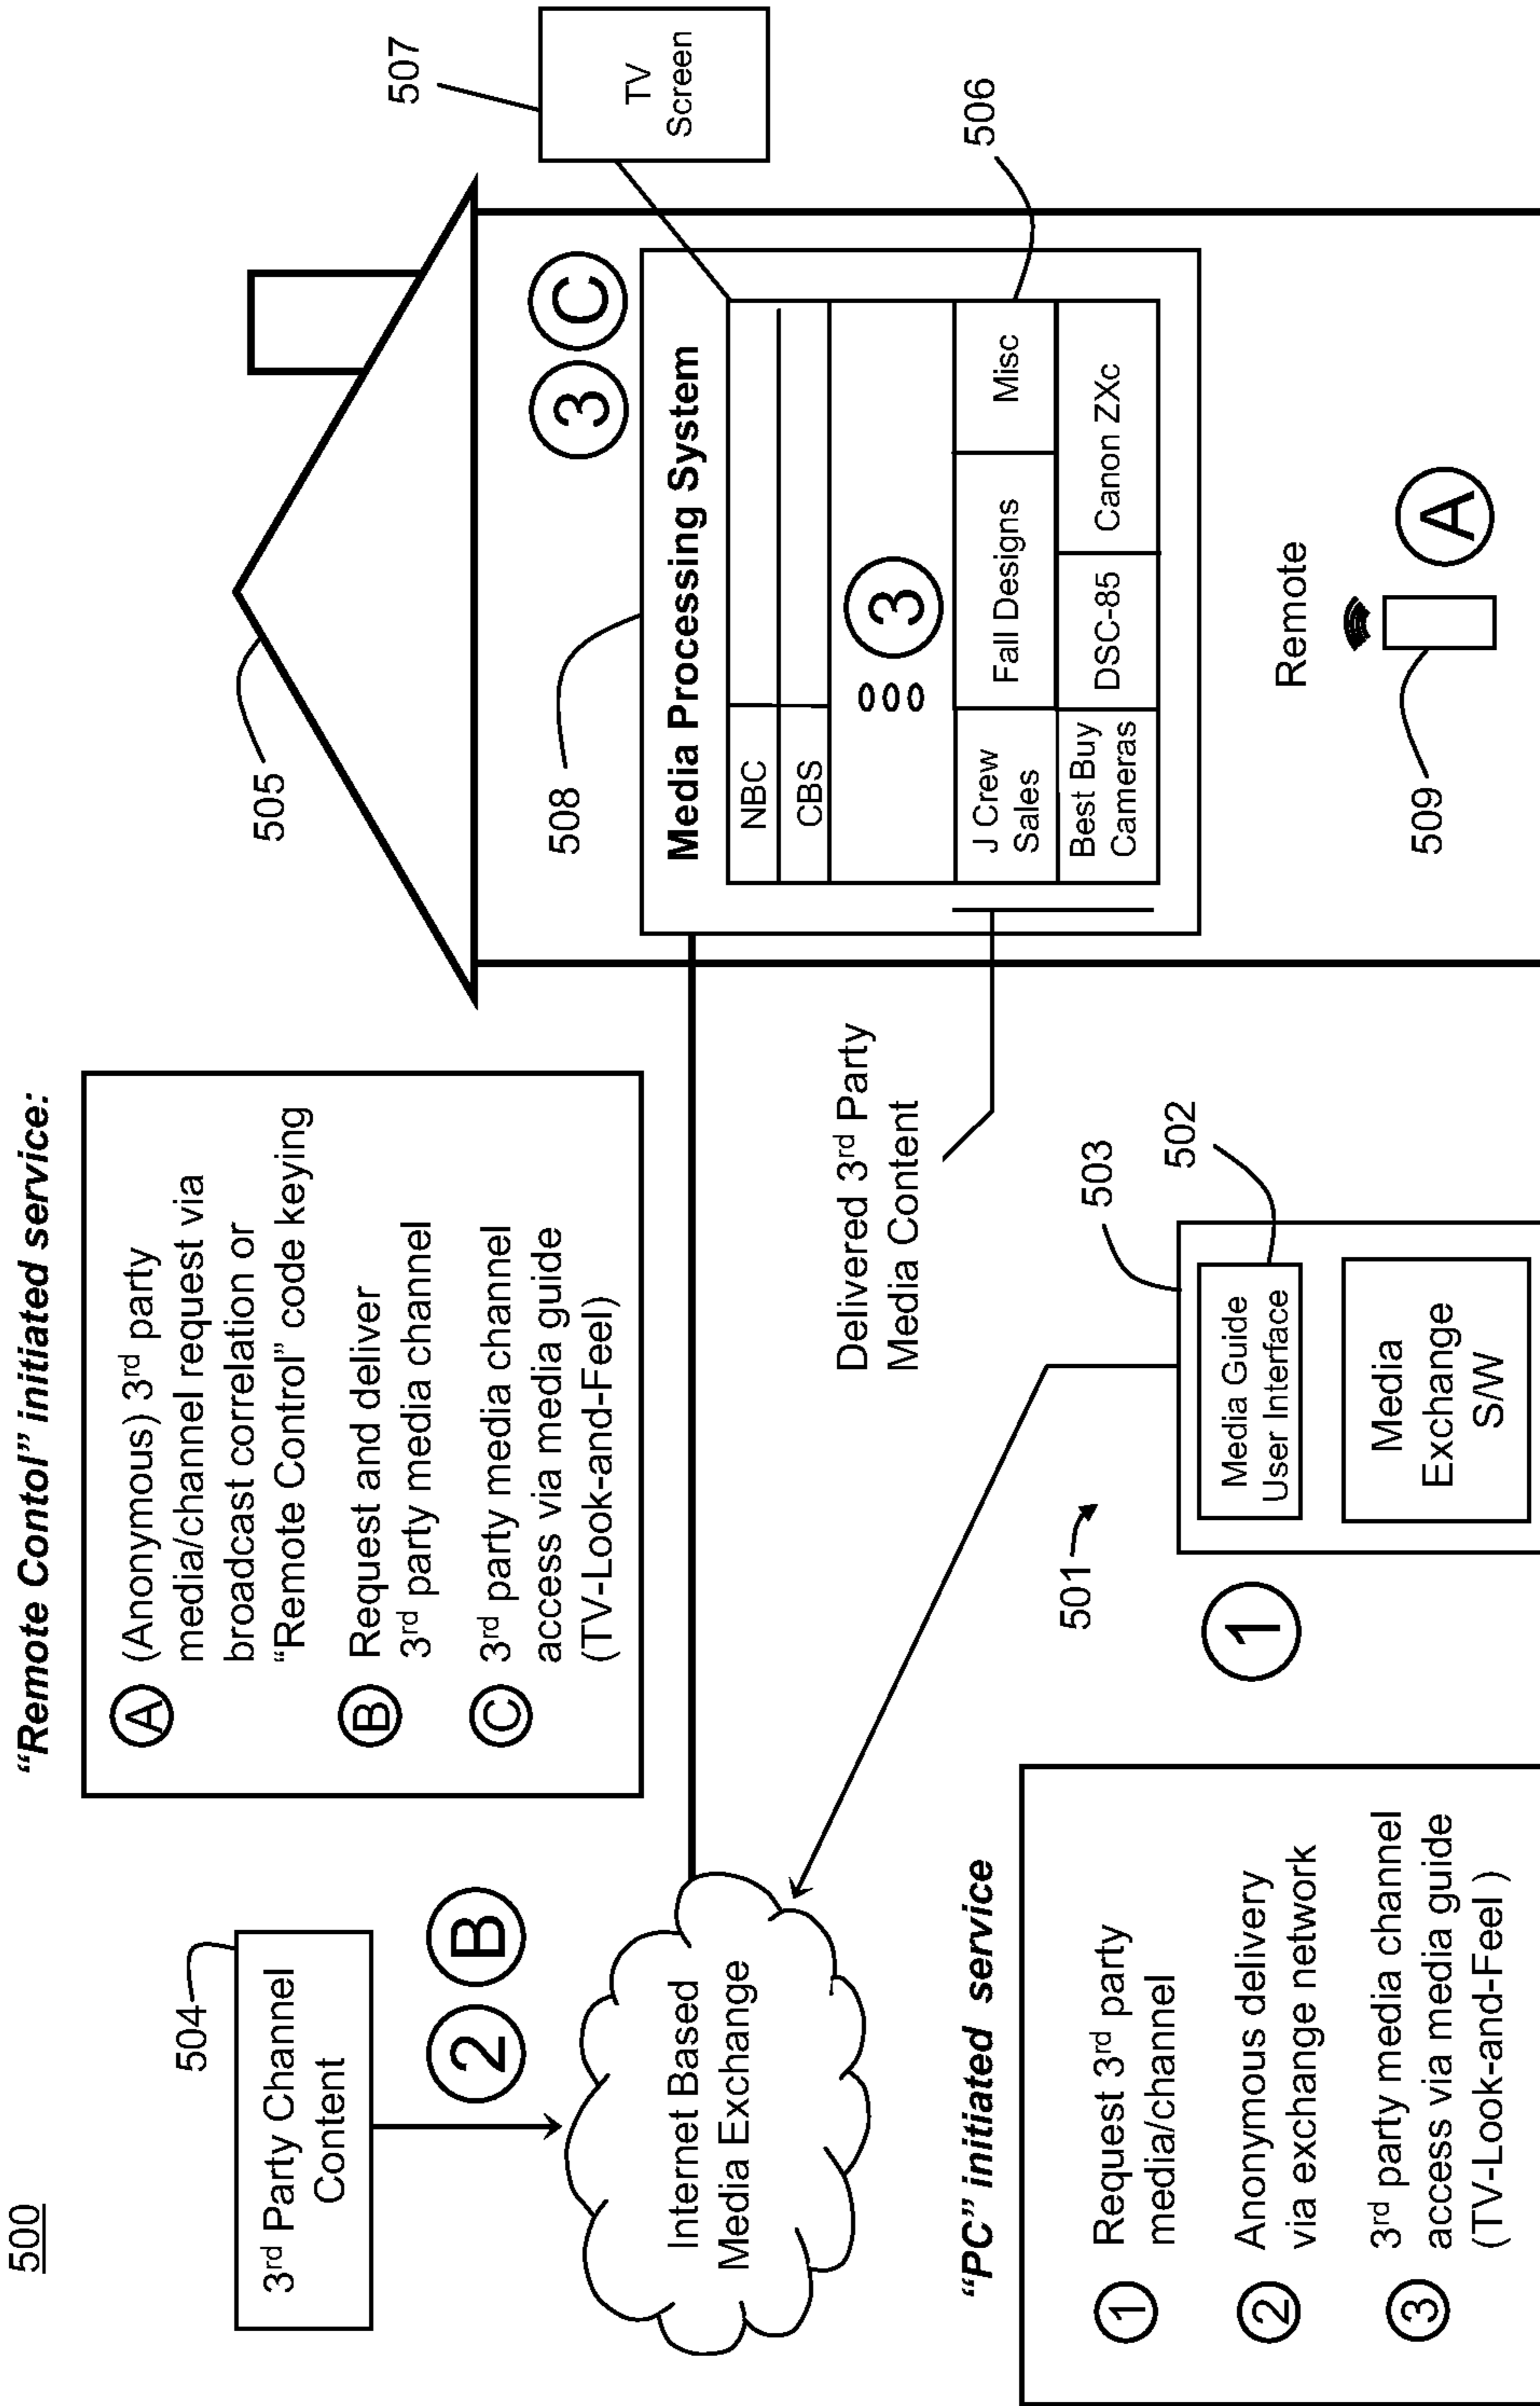 500
"Remote Contol" initiated service:
504
3rd Party Channel
Content
2
B
A
(Anonymous) 3rd party
media/channel request via
broadcast correlation or
"Remote Control" code keying
B
Request and deliver
3rd party media channel
C
3rd party media channel
access via media guide
(TV-Look-and-Feel)
Internet Based
Media Exchange
505
507
TV
Screen
3
C
508
Media Processing System
NBC
CBS
3
J Crew
Sales
Fall Designs
Misc
Best Buy
Cameras
DSC-85
Canon ZXc
506
Remote
509
A
Delivered 3rd Party
Media Content
"PC" initiated service
1
Request 3rd party
media/channel
2
Anonymous delivery
via exchange network
3
3rd party media channel
access via media guide
(TV-Look-and-Feel )
1
501
503
502
Media Guide
User Interface
Media
Exchange
S/W